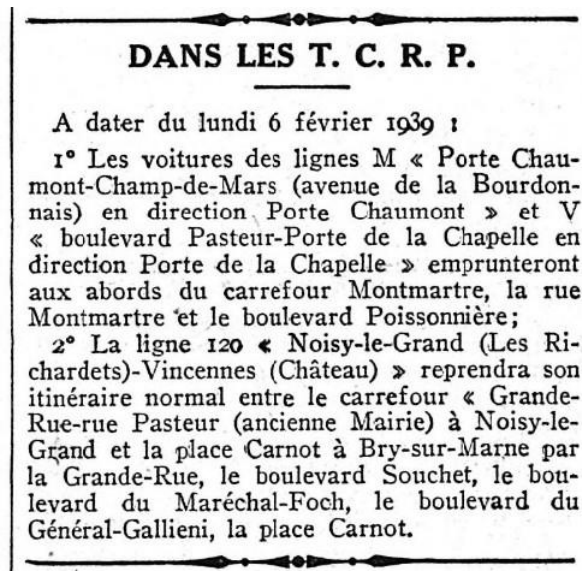 DANS LES T. C. R. P.
A dater du lundi 6 février 1939 :
1° Les voitures des lignes M « Porte Chau-
mont-Champ-de-Mars (avenue de la Bourdon-
nais) en direction Porte Chaumont » et V
« boulevard Pasteur-Porte de la Chapelle en
direction Porte de la Chapelle » emprunteront
aux abords du carrefour Montmartre, la rue
Montmartre et le boulevard Poissonnière;
2° La ligne 120 « Noisy-le-Grand (Les Ri-
chardets)-Vincennes (Château) » reprendra son
itinéraire normal entre le carrefour « Grande-
Rue-rue Pasteur (ancienne Mairie) à Noisy-le-
Grand et la place Carnot à Bry-sur-Marne par
la Grande-Rue, le boulevard Souchet, le bou-
levard du Maréchal-Foch, le boulevard du
Général-Gallieni, la place Carnot.